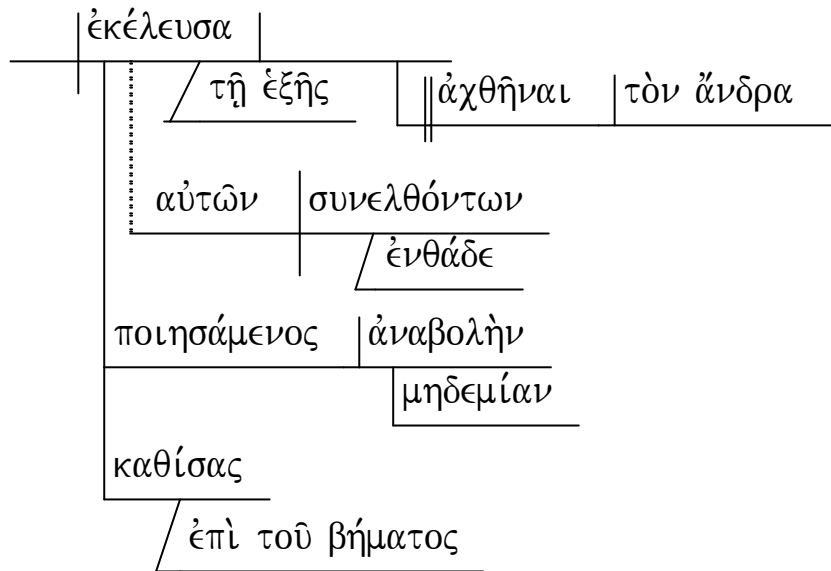 ἐκέλευσα
τῇ ἑξῆς
ἀχθῆναι τὸν ἄνδρα
αὐτῶν συνελθόντων
ἐνθάδε
ποιησάμενος ἀναβολὴν
μηδεμίαν
καθίσας
ἐπὶ τοῦ βήματος